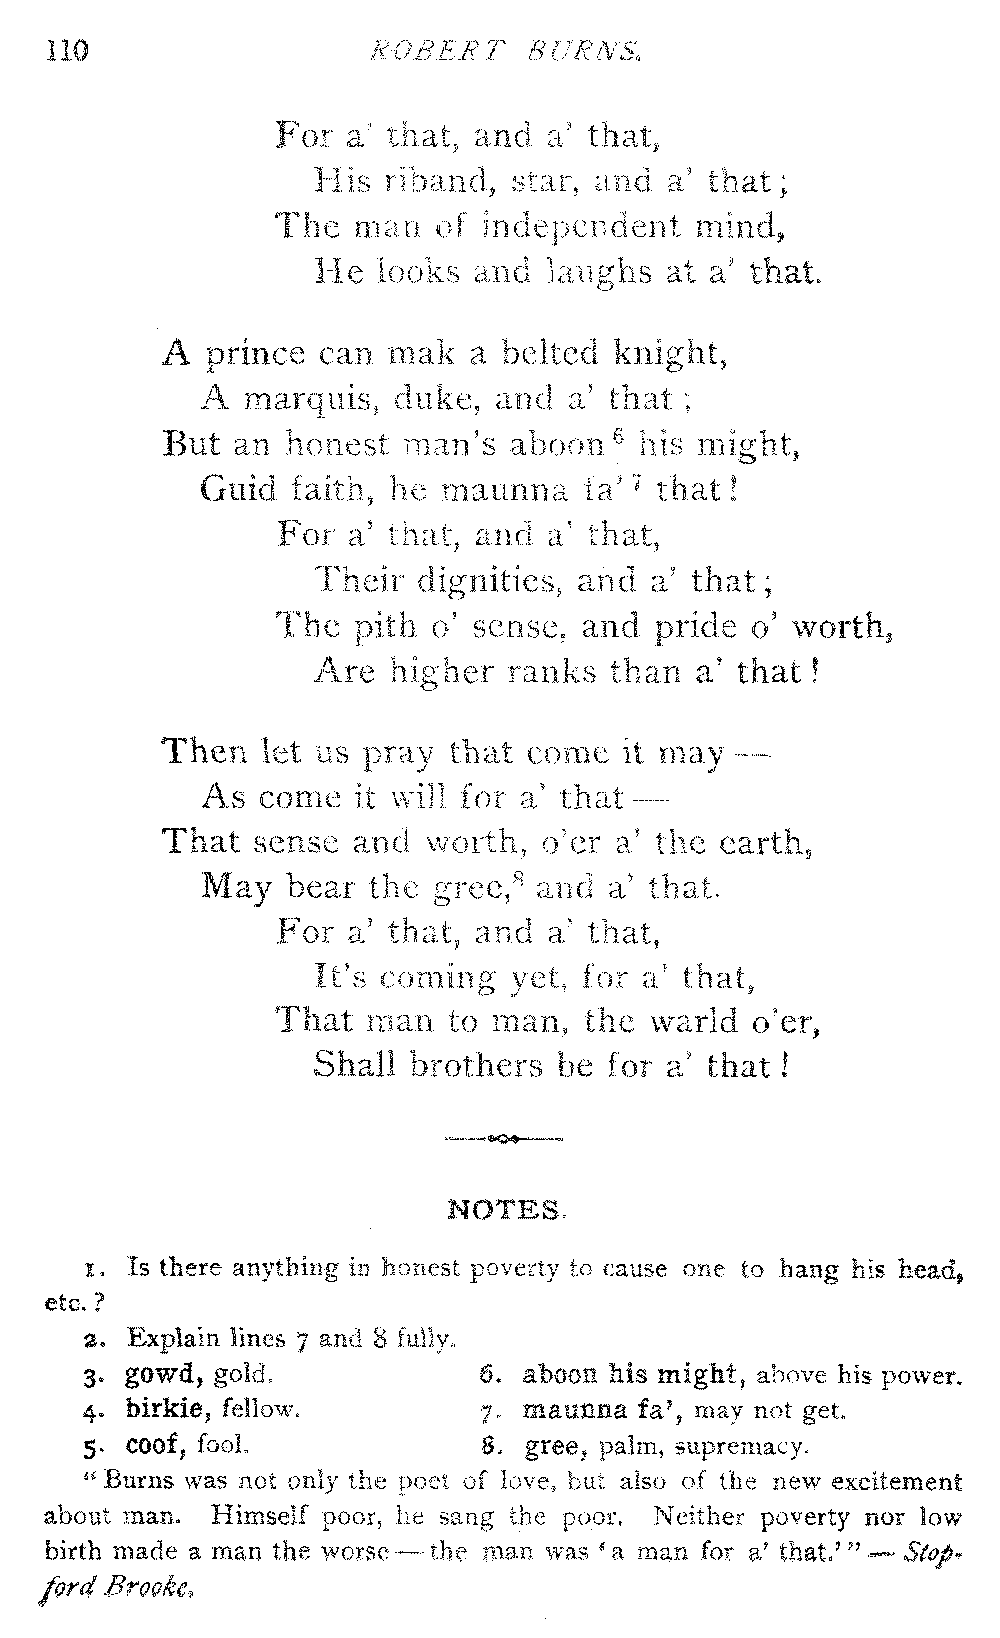 110 ROBERT BURNS.
For a' that, and a' that,
His riband, star, and a' that;
The man of independent mind,
He looks and laughs at a' that.
A prince can mak a belted knight,
A marquis, duke, and a' that;
But an honest man's aboon⁶ his might,
Guid faith, he maunna fa'⁷ that!
For a' that, and a' that,
Their dignities, and a' that;
The pith o' sense, and pride o' worth,
Are higher ranks than a' that!
Then let us pray that come it may —
As come it will for a' that —
That sense and worth, o'er a' the earth,
May bear the gree,⁸ and a' that.
For a' that, and a' that,
It's coming yet, for a' that,
That man to man, the warld o'er,
Shall brothers be for a' that!
NOTES.
1. Is there anything in honest poverty to cause one to hang his head,
etc.?
2. Explain lines 7 and 8 fully.
3. gowd, gold. 6. aboon his might, above his power.
4. birkie, fellow. 7. maunna fa', may not get.
5. coof, fool. 8. gree, palm, supremacy.
"Burns was not only the poet of love, but also of the new excitement
about man. Himself poor, he sang the poor. Neither poverty nor low
birth made a man the worse — the man was 'a man for a' that.'" — Stop-
ford Brooke.